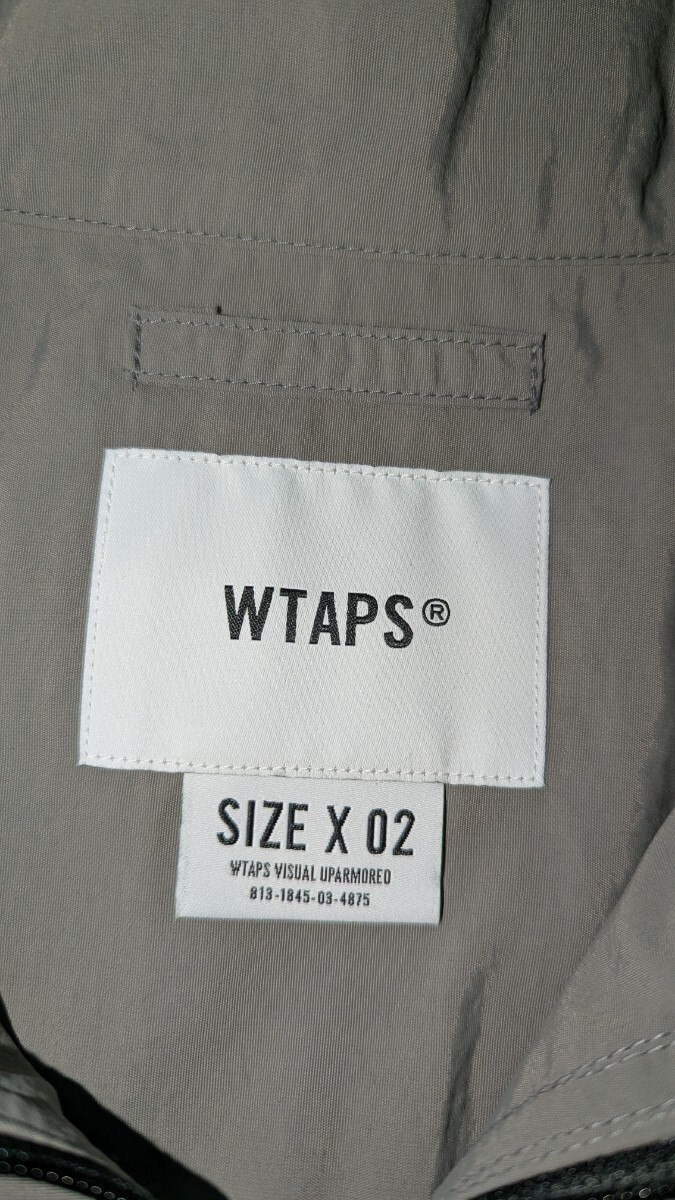 WTAPS®
SIZE X 02
WTAPS VISUAL UPARMORED
813-1845-03-4875